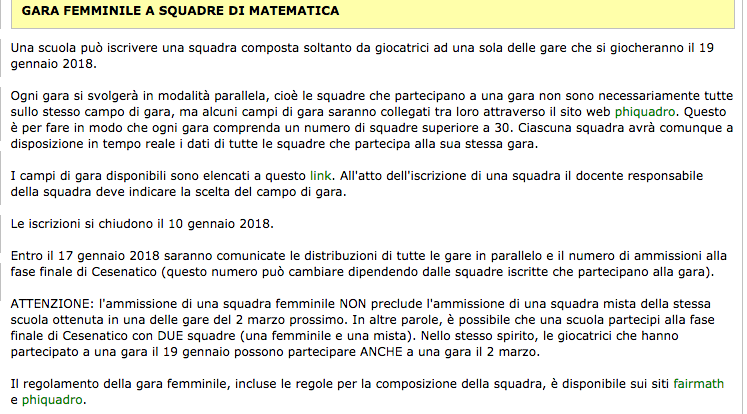 GARA FEMMINILE A SQUADRE DI MATEMATICA
Una scuola può iscrivere una squadra composta soltanto da giocatrici ad una sola delle gare che si giocheranno il 19
gennaio 2018.
Ogni gara si svolgerà in modalità parallela, cioè le squadre che partecipano a una gara non sono necessariamente tutte
sullo stesso campo di gara, ma alcuni campi di gara saranno collegati tra loro attraverso il sito web phiquadro. Questo
è per fare in modo che ogni gara comprenda un numero di squadre superiore a 30. Ciascuna squadra avrà comunque a
disposizione in tempo reale i dati di tutte le squadre che partecipa alla sua stessa gara.
I campi di gara disponibili sono elencati a questo link. All'atto dell'iscrizione di una squadra il docente responsabile
della squadra deve indicare la scelta del campo di gara.
Le iscrizioni si chiudono il 10 gennaio 2018.
Entro il 17 gennaio 2018 saranno comunicate le distribuzioni di tutte le gare in parallelo e il numero di ammissioni alla
fase finale di Cesenatico (questo numero può cambiare dipendendo dalle squadre iscritte che partecipano alla gara).
ATTENZIONE: l'ammissione di una squadra femminile NON preclude l'ammissione di una squadra mista della stessa
scuola ottenuta in una delle gare del 2 marzo prossimo. In altre parole, è possibile che una scuola partecipi alla fase
finale di Cesenatico con DUE squadre (una femminile e una mista). Nello stesso spirito, le giocatrici che hanno
partecipato a una gara il 19 gennaio possono partecipare ANCHE a una gara il 2 marzo.
Il regolamento della gara femminile, incluse le regole per la composizione della squadra, è disponibile sui siti fairmath
e phiquadro.